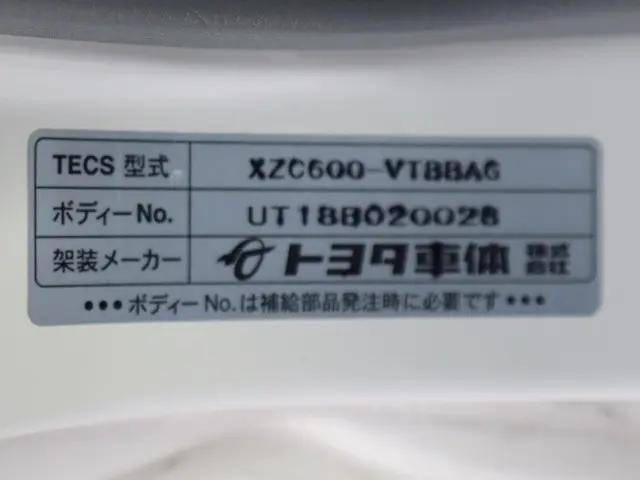 TECS 型式 XZC600-VTBBAG
ボディーNo. UT18B020028
架装メーカー トヨタ車体 株式会社
•••ボディーNo.は補給部品発注時に必要です•••